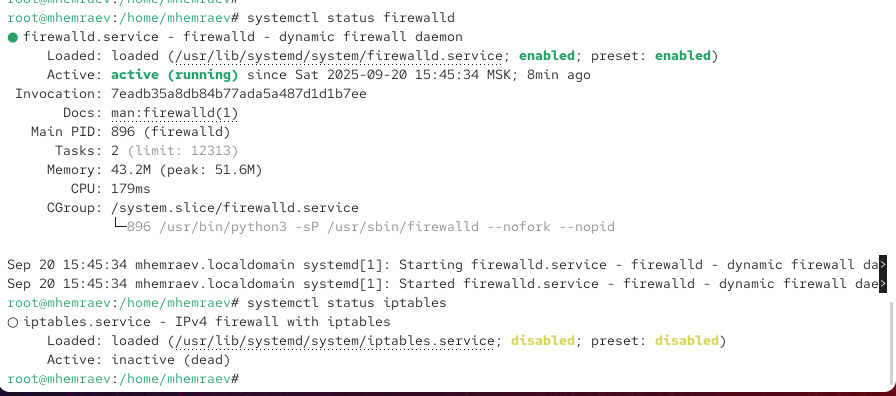 root@mhemraev:/home/mhemraev# systemctl status firewalld
● firewalld.service - firewalld - dynamic firewall daemon
     Loaded: loaded (/usr/lib/systemd/system/firewalld.service; enabled; preset: enabled)
     Active: active (running) since Sat 2025-09-20 15:45:34 MSK; 8min ago
 Invocation: 7eadb35a8db84b77ada5a487d1d1b7ee
       Docs: man:firewalld(1)
   Main PID: 896 (firewalld)
      Tasks: 2 (limit: 12313)
     Memory: 43.2M (peak: 51.6M)
        CPU: 179ms
     CGroup: /system.slice/firewalld.service
             └─896 /usr/bin/python3 -sP /usr/sbin/firewalld --nofork --nopid

Sep 20 15:45:34 mhemraev.localdomain systemd[1]: Starting firewalld.service - firewalld - dynamic firewall da>
Sep 20 15:45:34 mhemraev.localdomain systemd[1]: Started firewalld.service - firewalld - dynamic firewall dae>
root@mhemraev:/home/mhemraev# systemctl status iptables
○ iptables.service - IPv4 firewall with iptables
     Loaded: loaded (/usr/lib/systemd/system/iptables.service; disabled; preset: disabled)
     Active: inactive (dead)
root@mhemraev:/home/mhemraev#